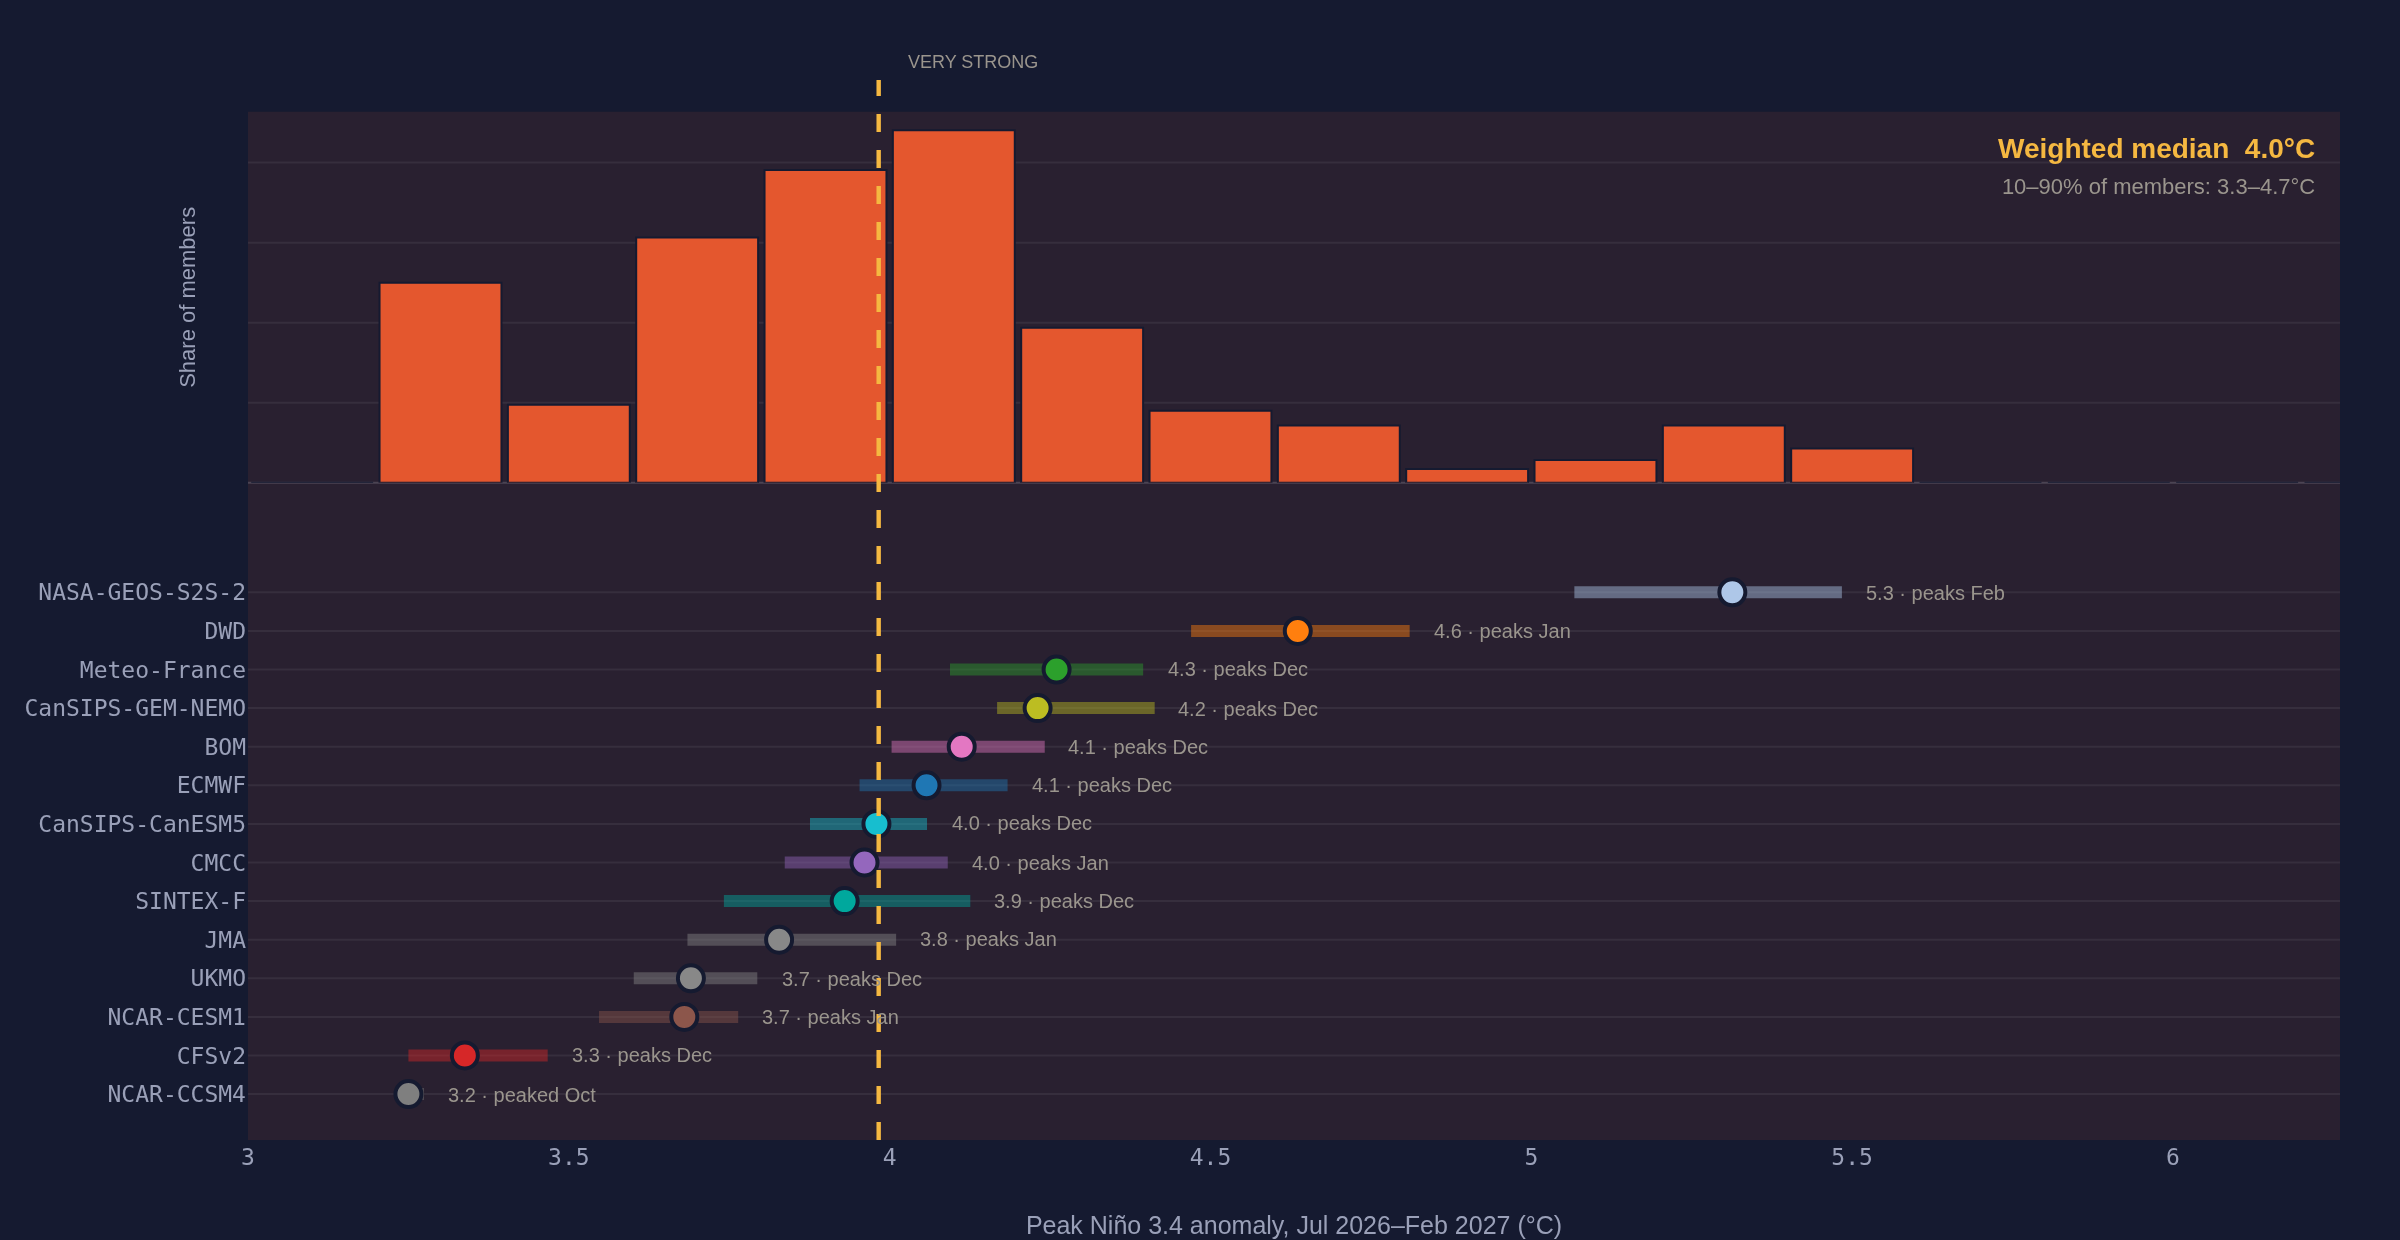 VERY STRONG
Weighted median 4.0°C
10–90% of members: 3.3–4.7°C
Share of members
NASA-GEOS-S2S-2 5.3 · peaks Feb
DWD 4.6 · peaks Jan
Meteo-France 4.3 · peaks Dec
CanSIPS-GEM-NEMO 4.2 · peaks Dec
BOM 4.1 · peaks Dec
ECMWF 4.1 · peaks Dec
CanSIPS-CanESM5 4.0 · peaks Dec
CMCC 4.0 · peaks Jan
SINTEX-F 3.9 · peaks Dec
JMA 3.8 · peaks Jan
UKMO 3.7 · peaks Dec
NCAR-CESM1 3.7 · peaks Jan
CFSv2 3.3 · peaks Dec
NCAR-CCSM4 3.2 · peaked Oct
3 3.5 4 4.5 5 5.5 6
Peak Niño 3.4 anomaly, Jul 2026–Feb 2027 (°C)